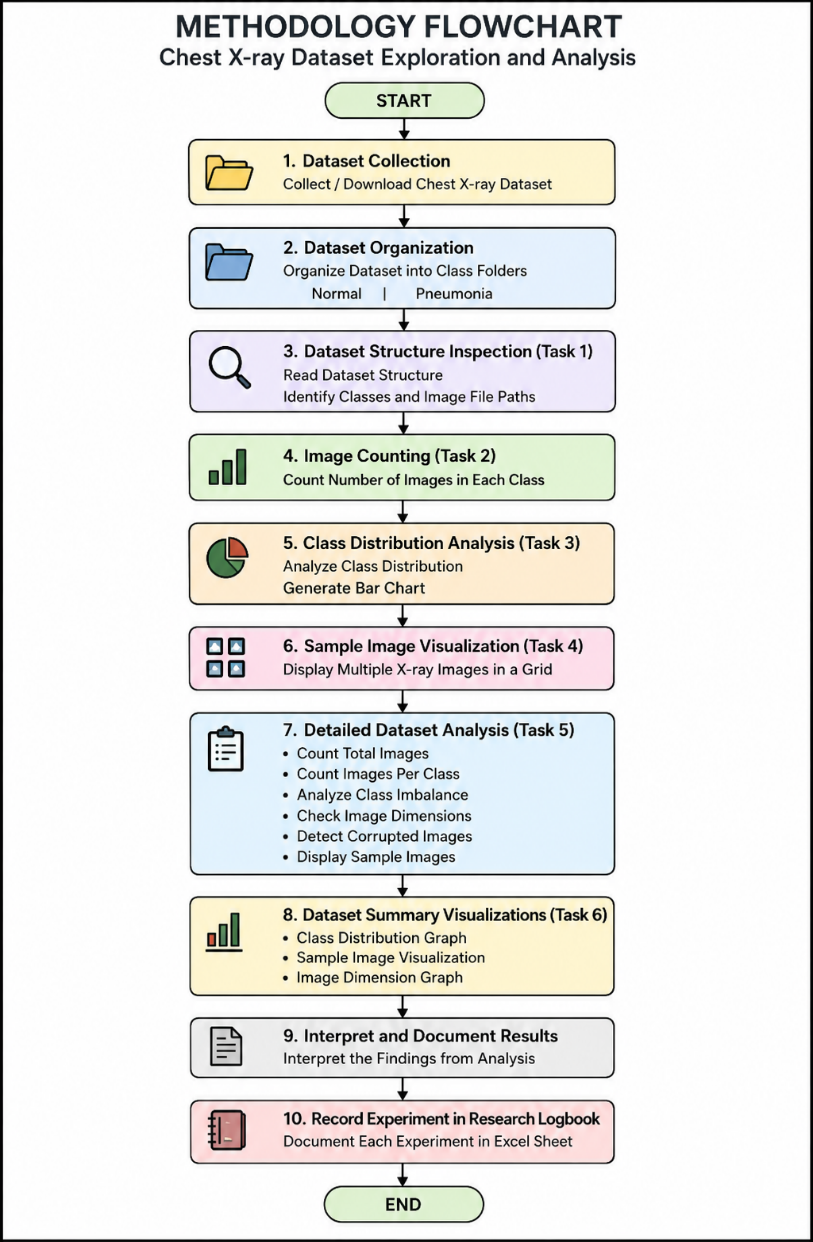 METHODOLOGY FLOWCHART
Chest X-ray Dataset Exploration and Analysis
START
1. Dataset Collection
Collect / Download Chest X-ray Dataset
2. Dataset Organization
Organize Dataset into Class Folders
Normal | Pneumonia
3. Dataset Structure Inspection (Task 1)
Read Dataset Structure
Identify Classes and Image File Paths
4. Image Counting (Task 2)
Count Number of Images in Each Class
5. Class Distribution Analysis (Task 3)
Analyze Class Distribution
Generate Bar Chart
6. Sample Image Visualization (Task 4)
Display Multiple X-ray Images in a Grid
7. Detailed Dataset Analysis (Task 5)
• Count Total Images
• Count Images Per Class
• Analyze Class Imbalance
• Check Image Dimensions
• Detect Corrupted Images
• Display Sample Images
8. Dataset Summary Visualizations (Task 6)
• Class Distribution Graph
• Sample Image Visualization
• Image Dimension Graph
9. Interpret and Document Results
Interpret the Findings from Analysis
10. Record Experiment in Research Logbook
Document Each Experiment in Excel Sheet
END